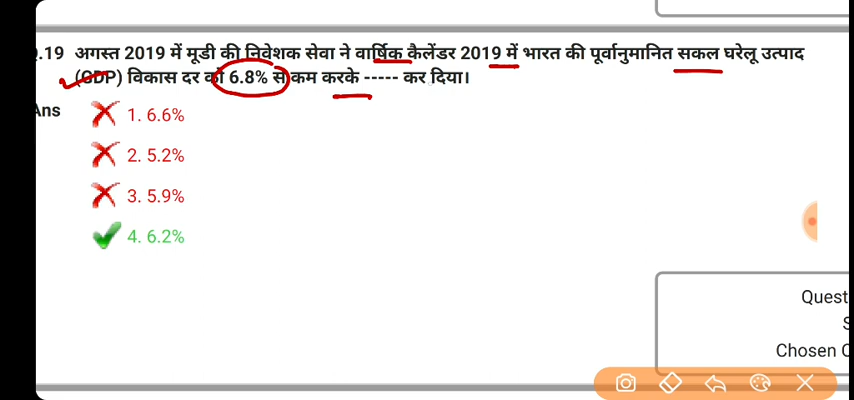 .19 अगस्त 2019 में मूडी की निवेशक सेवा ने वार्षिक कैलेंडर 2019 में भारत की पूर्वानुमानित सकल घरेलू उत्पाद
(GDP) विकास दर को 6.8% से कम करके ----- कर दिया।
Ans
1. 6.6%
2. 5.2%
3. 5.9%
4. 6.2%
Quest
S
Chosen O